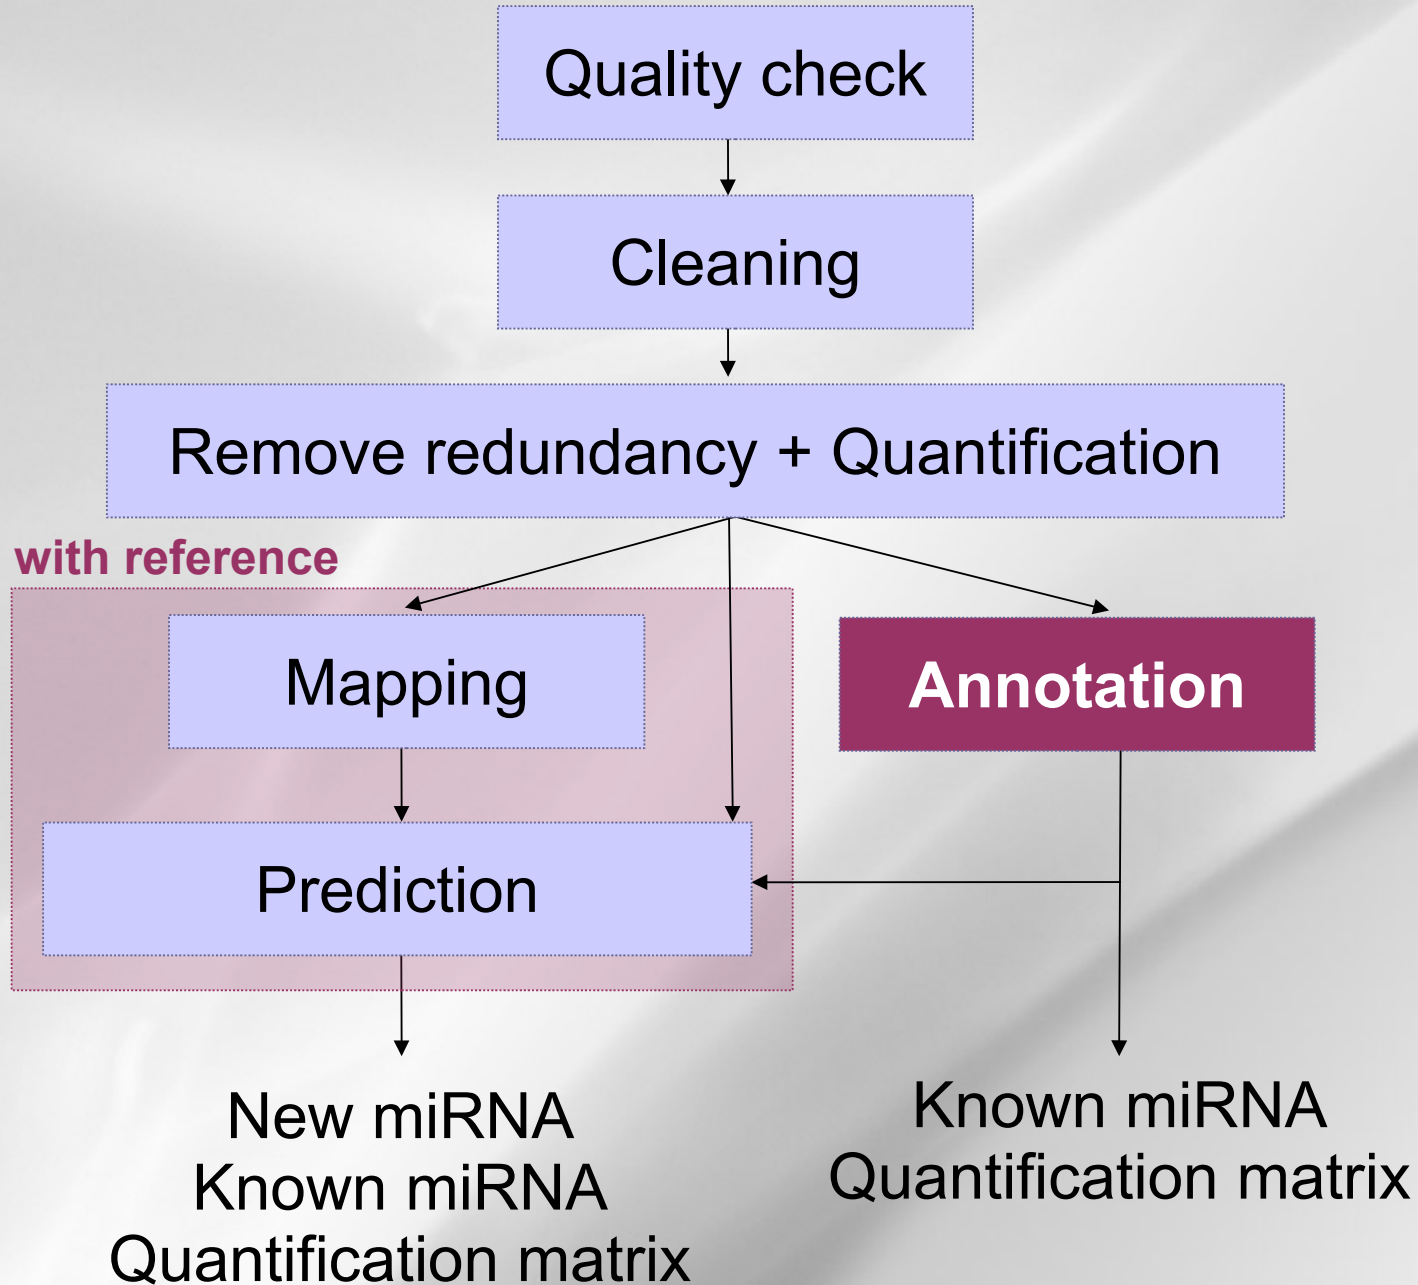 Quality check
Cleaning
Remove redundancy + Quantification
with reference
Mapping
Annotation
Prediction
New miRNA
Known miRNA
Quantification matrix
Known miRNA
Quantification matrix